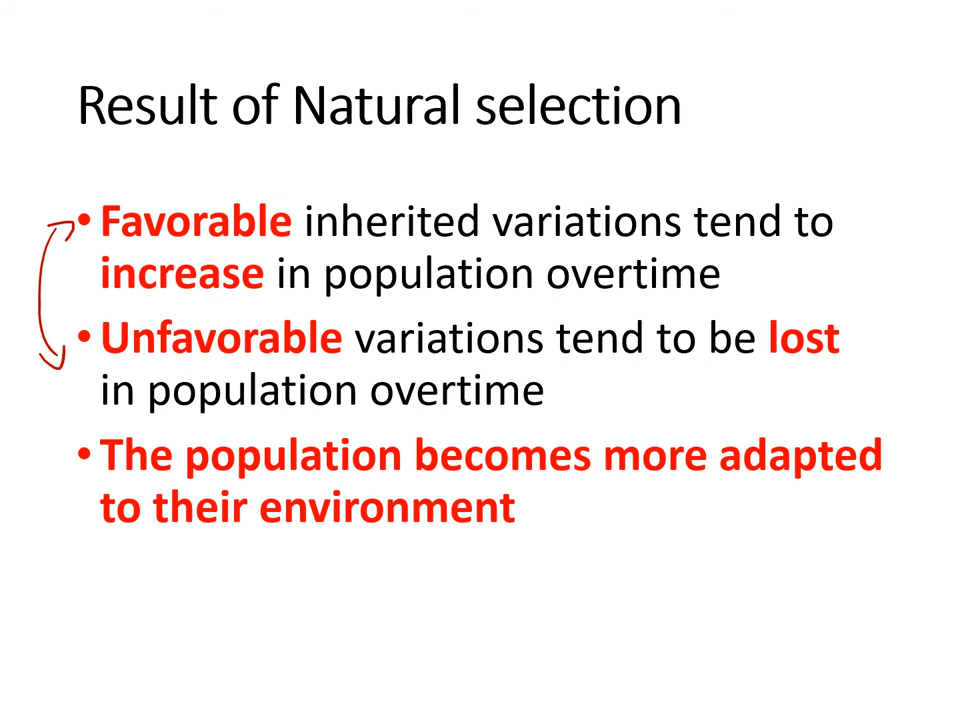 Result of Natural selection
• Favorable inherited variations tend to
increase in population overtime
• Unfavorable variations tend to be lost
in population overtime
• The population becomes more adapted
to their environment